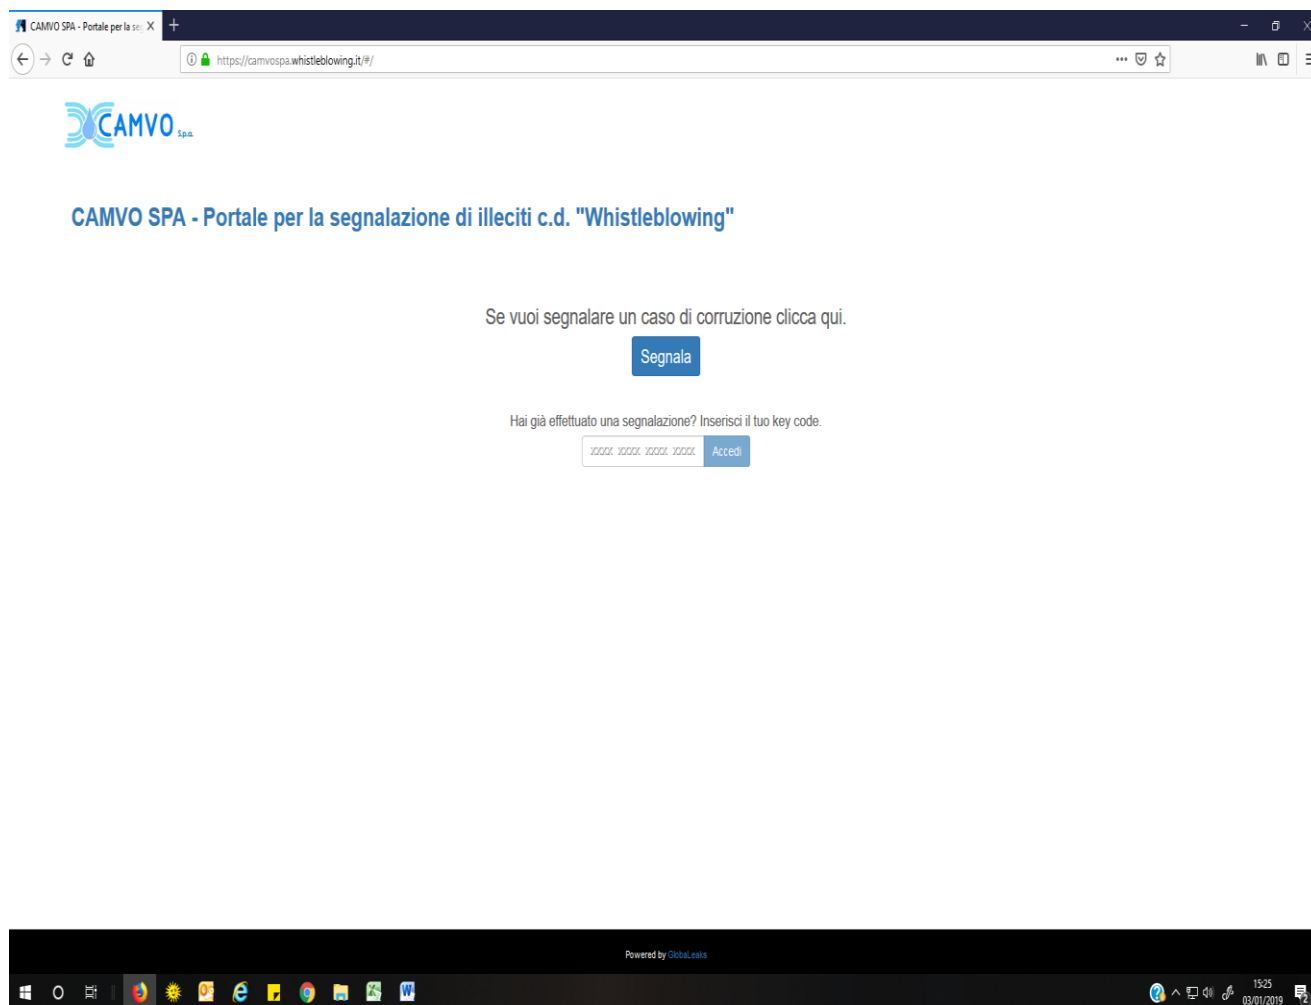 CAMVO SPA - Portale per la se
https://camvospa.whistleblowing.it/#/
CAMVO S.p.a.
CAMVO SPA - Portale per la segnalazione di illeciti c.d. "Whistleblowing"
Se vuoi segnalare un caso di corruzione clicca qui.
Segnala
Hai già effettuato una segnalazione? Inserisci il tuo key code.
xxxx xxxx xxxx xxxx Accedi
Powered by GlobaLeaks
15:25
03/01/2019